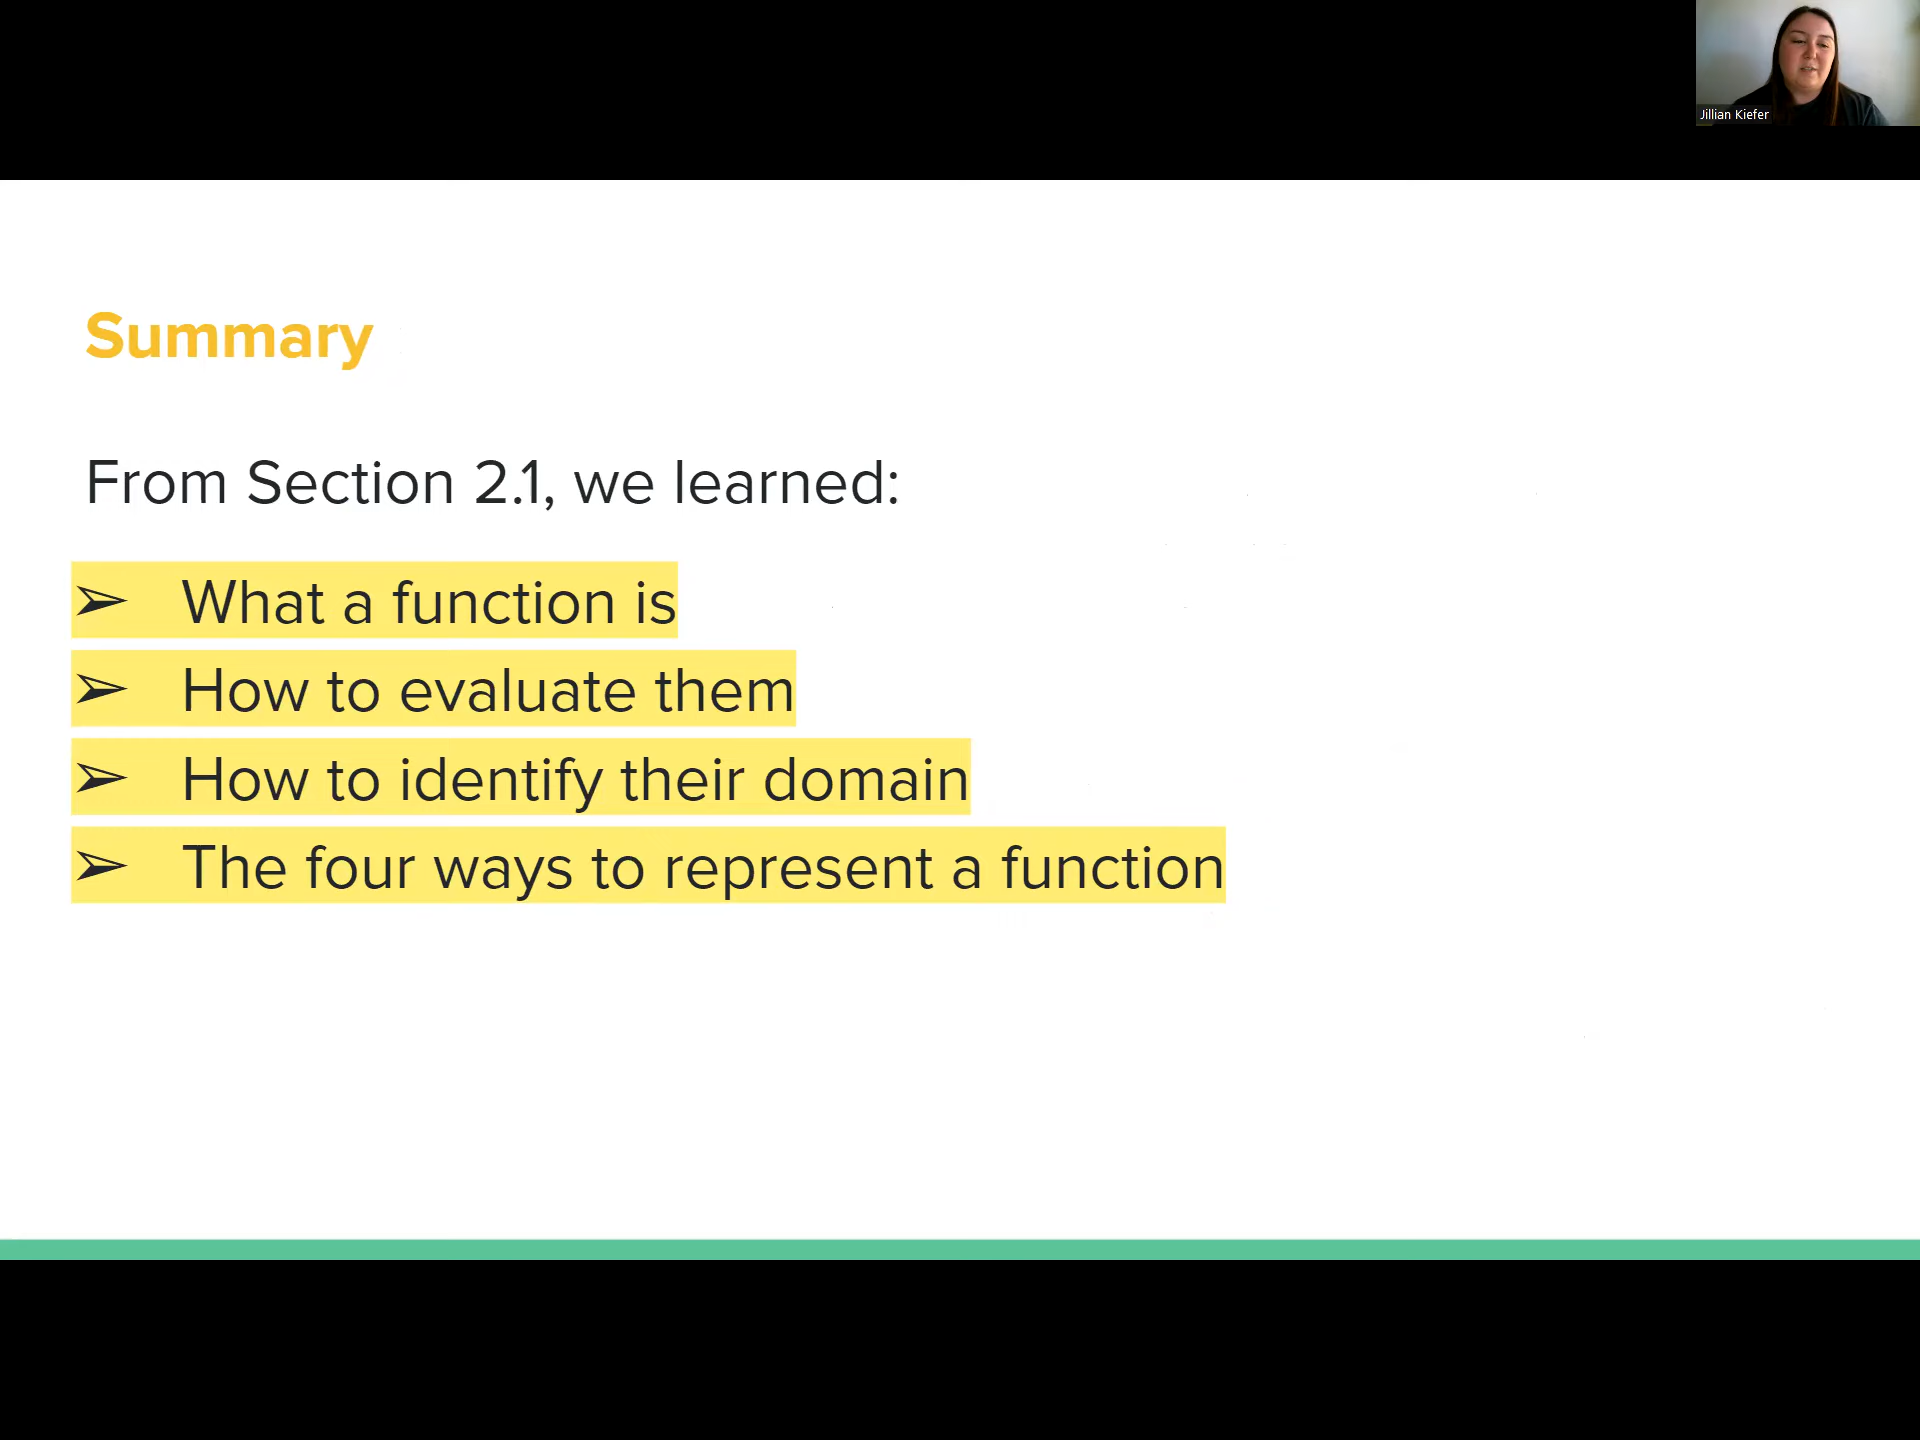 Jillian Kiefer
Summary
From Section 2.1, we learned:
➢ What a function is
➢ How to evaluate them
➢ How to identify their domain
➢ The four ways to represent a function